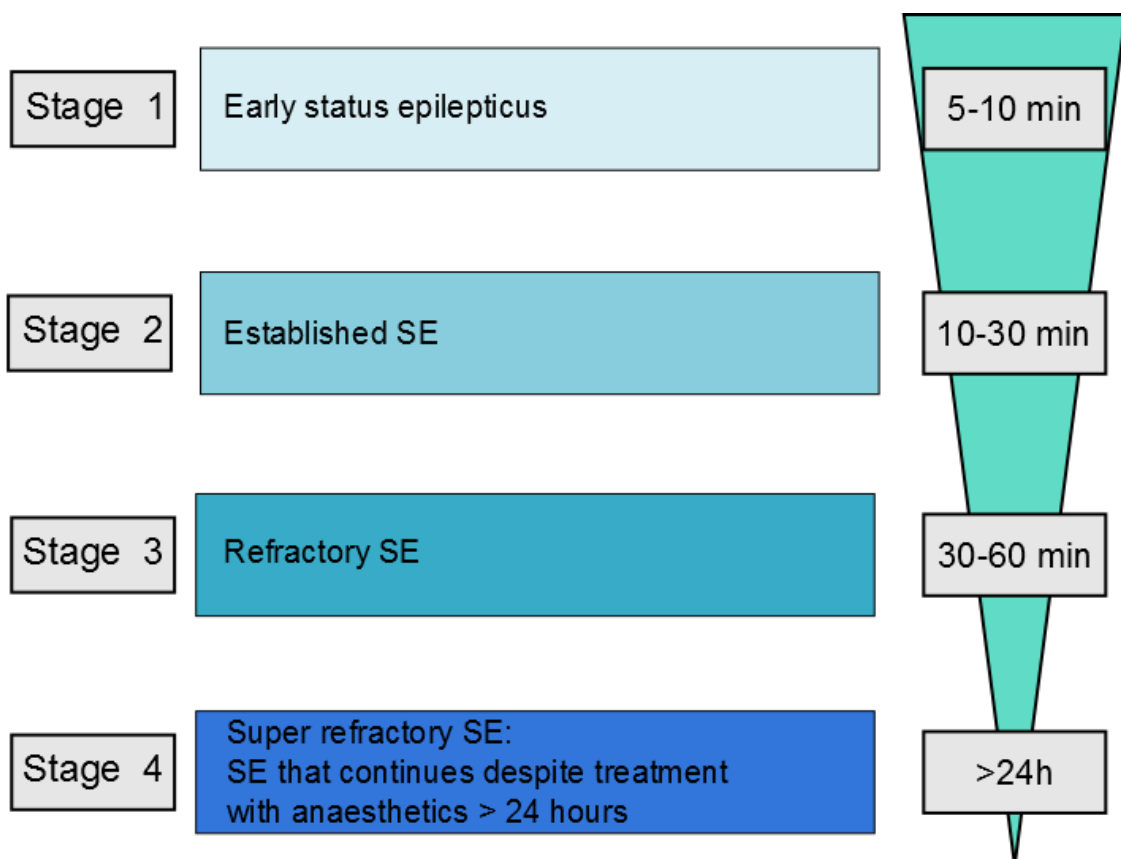 Stage 1
Early status epilepticus
5-10 min
Stage 2
Established SE
10-30 min
Stage 3
Refractory SE
30-60 min
Stage 4
Super refractory SE:
SE that continues despite treatment
with anaesthetics > 24 hours
>24h